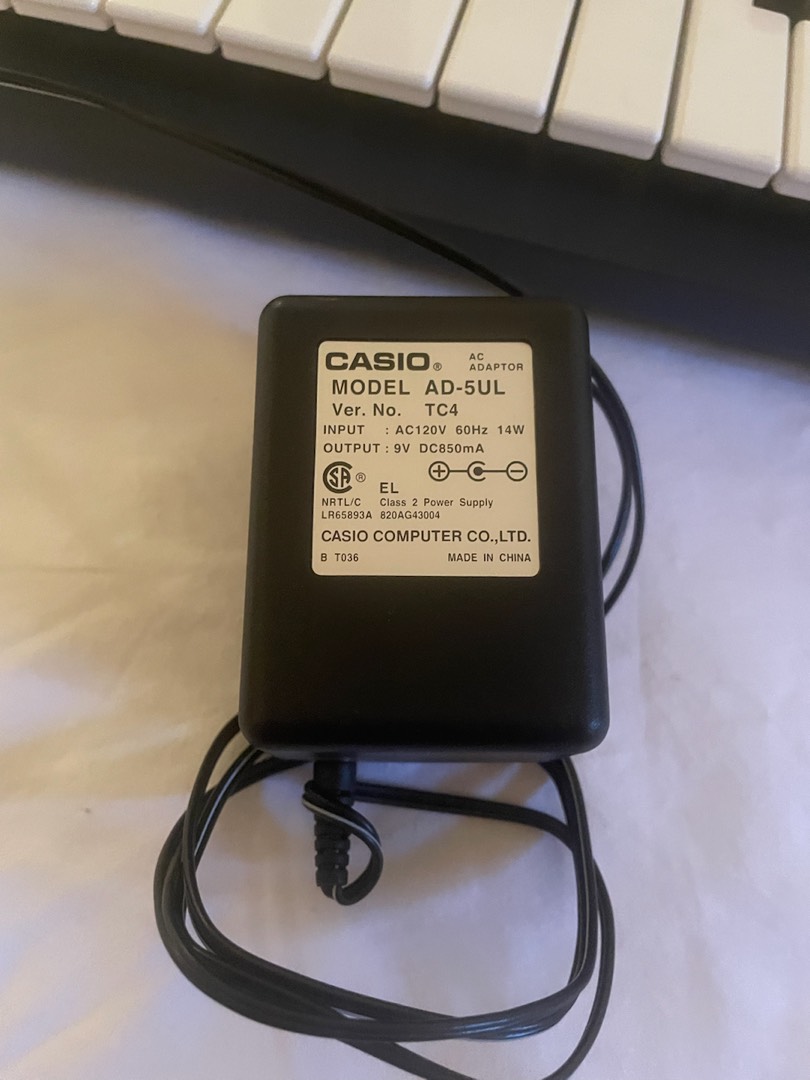 CASIO® AC ADAPTOR
MODEL AD-5UL
Ver. No. TC4
INPUT : AC120V 60Hz 14W
OUTPUT : 9V DC850mA
SA ®
EL
NRTL/C Class 2 Power Supply
LR65893A 820AG43004
CASIO COMPUTER CO.,LTD.
B T036 MADE IN CHINA